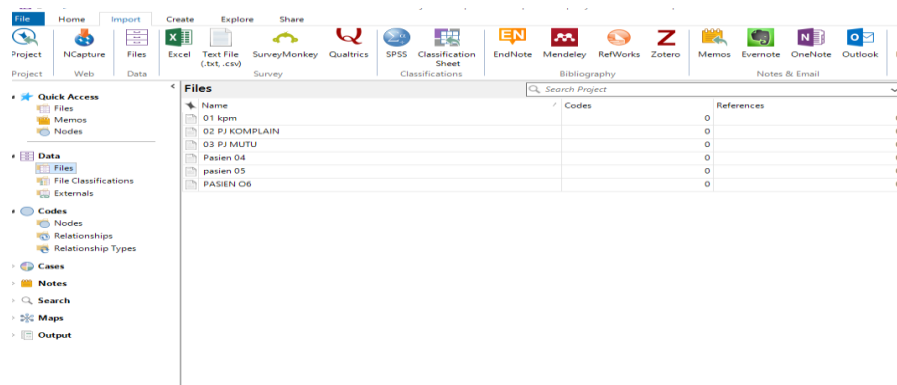 File Home Import Create Explore Share
Project NCapture Files Excel Text File (.txt, .csv) SurveyMonkey Qualtrics SPSS Classification Sheet EndNote Mendeley RefWorks Zotero Memos Evernote OneNote Outlook
Project Web Data Survey Classifications Bibliography Notes & Email
Quick Access
Files
Memos
Nodes
Data
Files
File Classifications
Externals
Codes
Nodes
Relationships
Relationship Types
Cases
Notes
Search
Maps
Output
Files Search Project
Name Codes References
01 kpm 0
02 PJ KOMPLAIN 0
03 PJ MUTU 0
Pasien 04 0
pasien 05 0
PASIEN O6 0